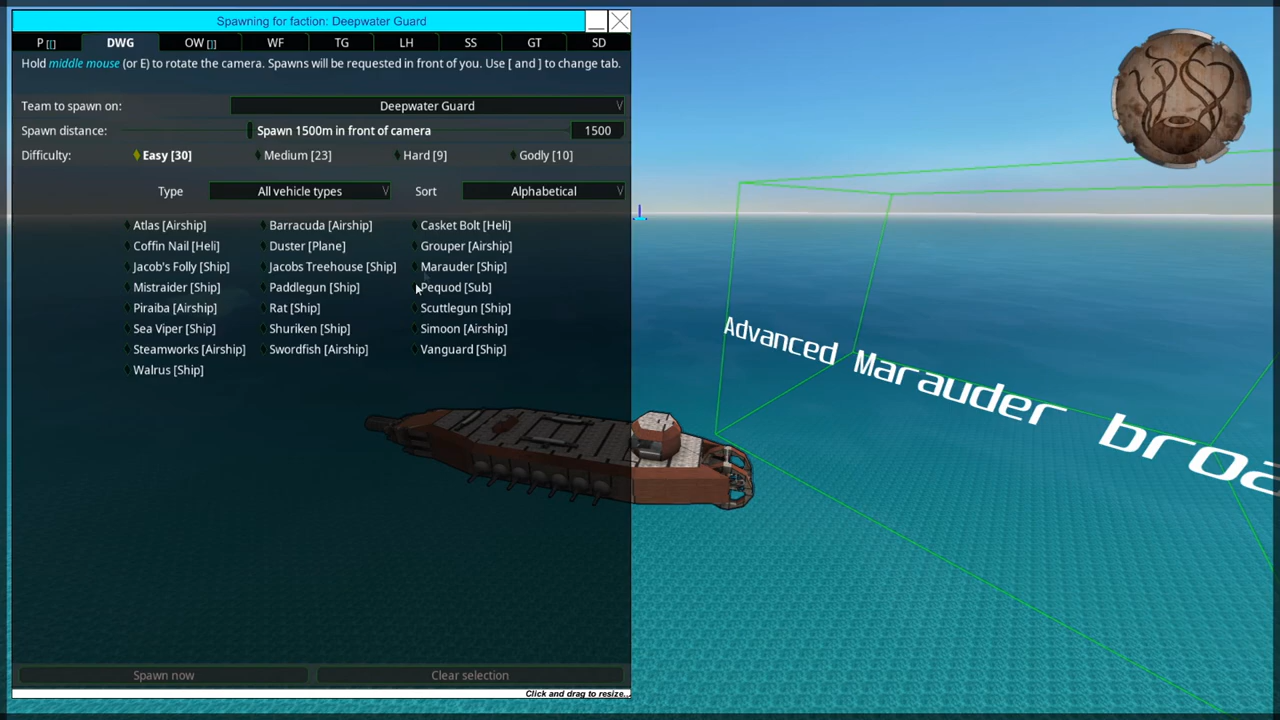 Spawning for faction: Deepwater Guard
P [[] DWG OW []] WF TG LH SS GT SD
Hold middle mouse (or E) to rotate the camera. Spawns will be requested in front of you. Use [ and ] to change tab.
Team to spawn on: Deepwater Guard
Spawn distance: Spawn 1500m in front of camera 1500
Difficulty: Easy [30] Medium [23] Hard [9] Godly [10]
Type All vehicle types Sort Alphabetical
Atlas [Airship] Barracuda [Airship] Casket Bolt [Heli]
Coffin Nail [Heli] Duster [Plane] Grouper [Airship]
Jacob's Folly [Ship] Jacobs Treehouse [Ship] Marauder [Ship]
Mistraider [Ship] Paddlegun [Ship] Pequod [Sub]
Piraiba [Airship] Rat [Ship] Scuttlegun [Ship]
Sea Viper [Ship] Shuriken [Ship] Simoon [Airship]
Steamworks [Airship] Swordfish [Airship] Vanguard [Ship]
Walrus [Ship]
Advanced Marauder broa
Spawn now Clear selection
Click and drag to resize...